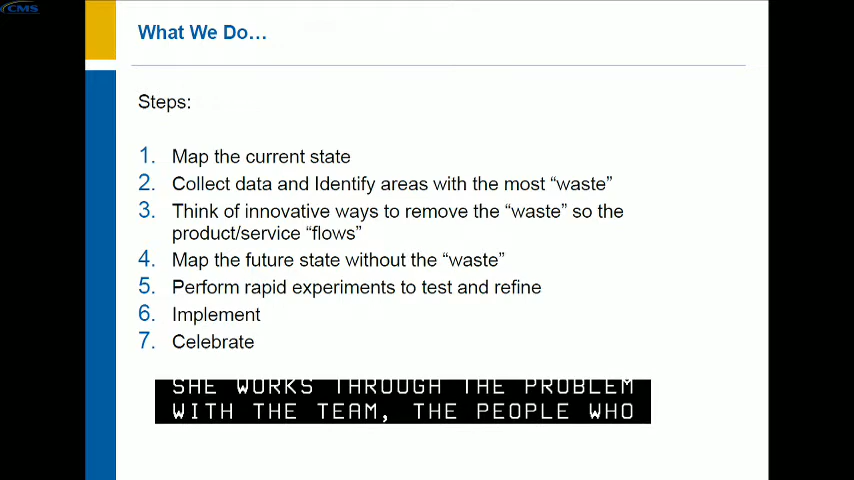 CMS
What We Do…
Steps:
1. Map the current state
2. Collect data and Identify areas with the most “waste”
3. Think of innovative ways to remove the “waste” so the
product/service “flows”
4. Map the future state without the “waste”
5. Perform rapid experiments to test and refine
6. Implement
7. Celebrate
SHE WORKS THROUGH THE PROBLEM
WITH THE TEAM, THE PEOPLE WHO